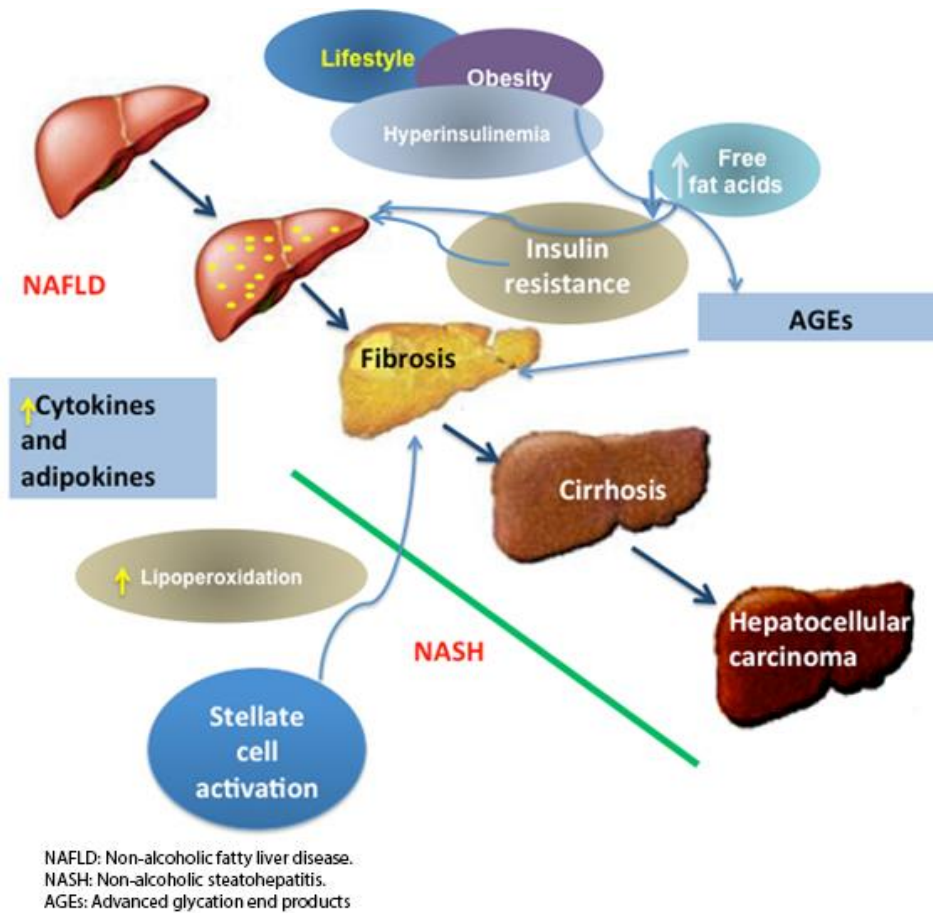 Lifestyle
Obesity
Hyperinsulinemia
Free
fat acids
Insulin
resistance
NAFLD
AGEs
Fibrosis
Cytokines
and
adipokines
Cirrhosis
Lipoperoxidation
Hepatocellular
carcinoma
NASH
Stellate
cell
activation
NAFLD: Non-alcoholic fatty liver disease.
NASH: Non-alcoholic steatohepatitis.
AGEs: Advanced glycation end products